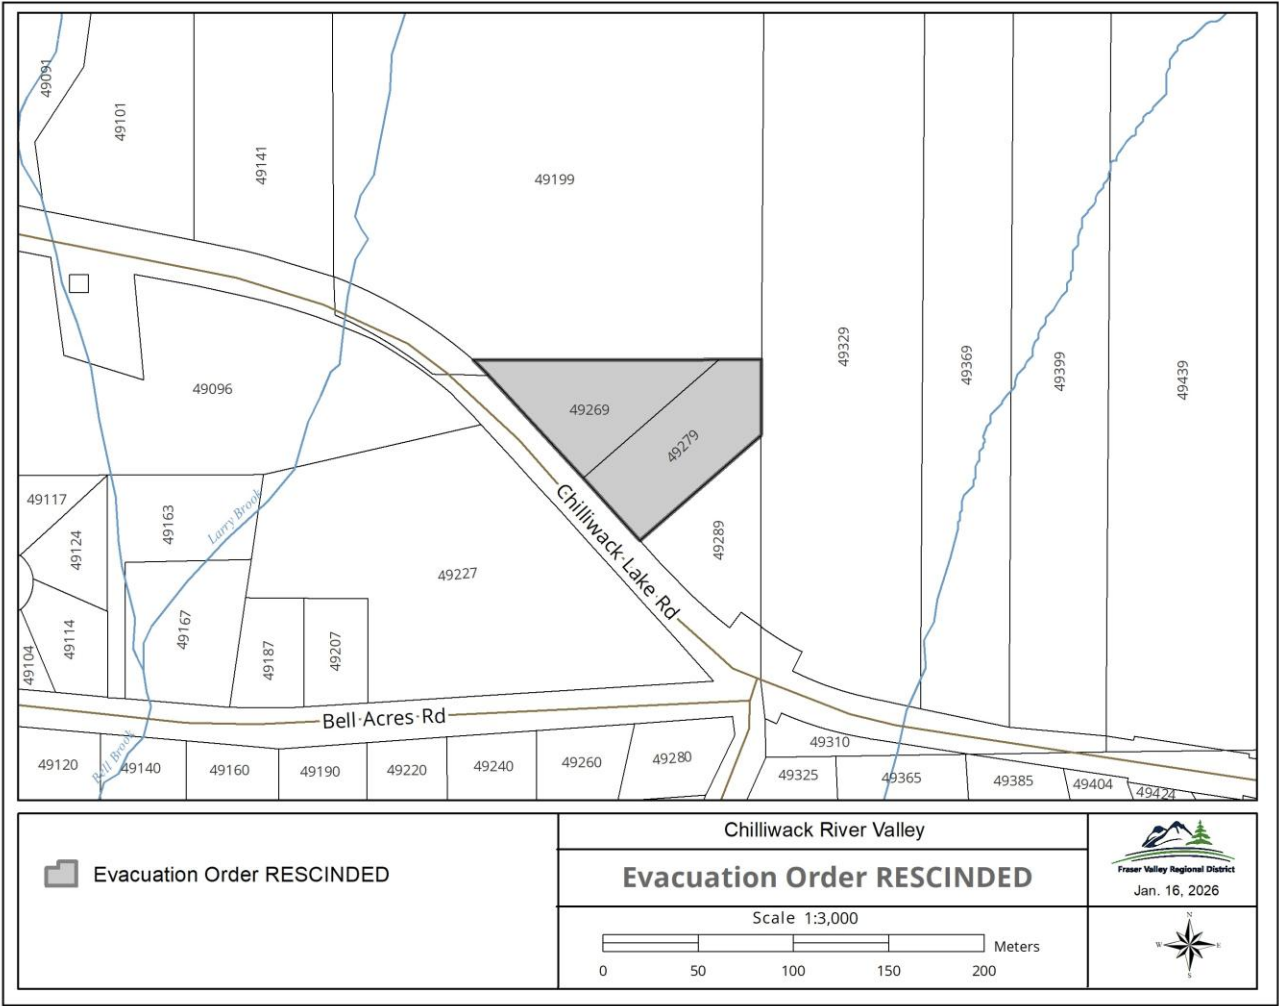 49091
49101
49141
49199
49329
49369
49399
49439
49096
49269
49279
49117
49163
49124
Larry Brook
Chilliwack Lake Rd
49289
49227
49114
49167
49104
49187
49207
Bell Acres Rd
Bell Brook
49120
49140
49160
49190
49220
49240
49260
49280
49310
49325
49365
49385
49404
49424
Evacuation Order RESCINDED
Chilliwack River Valley
Evacuation Order RESCINDED
Scale 1:3,000
Meters
0 50 100 150 200
Fraser Valley Regional District
Jan. 16, 2026
N
W E
S